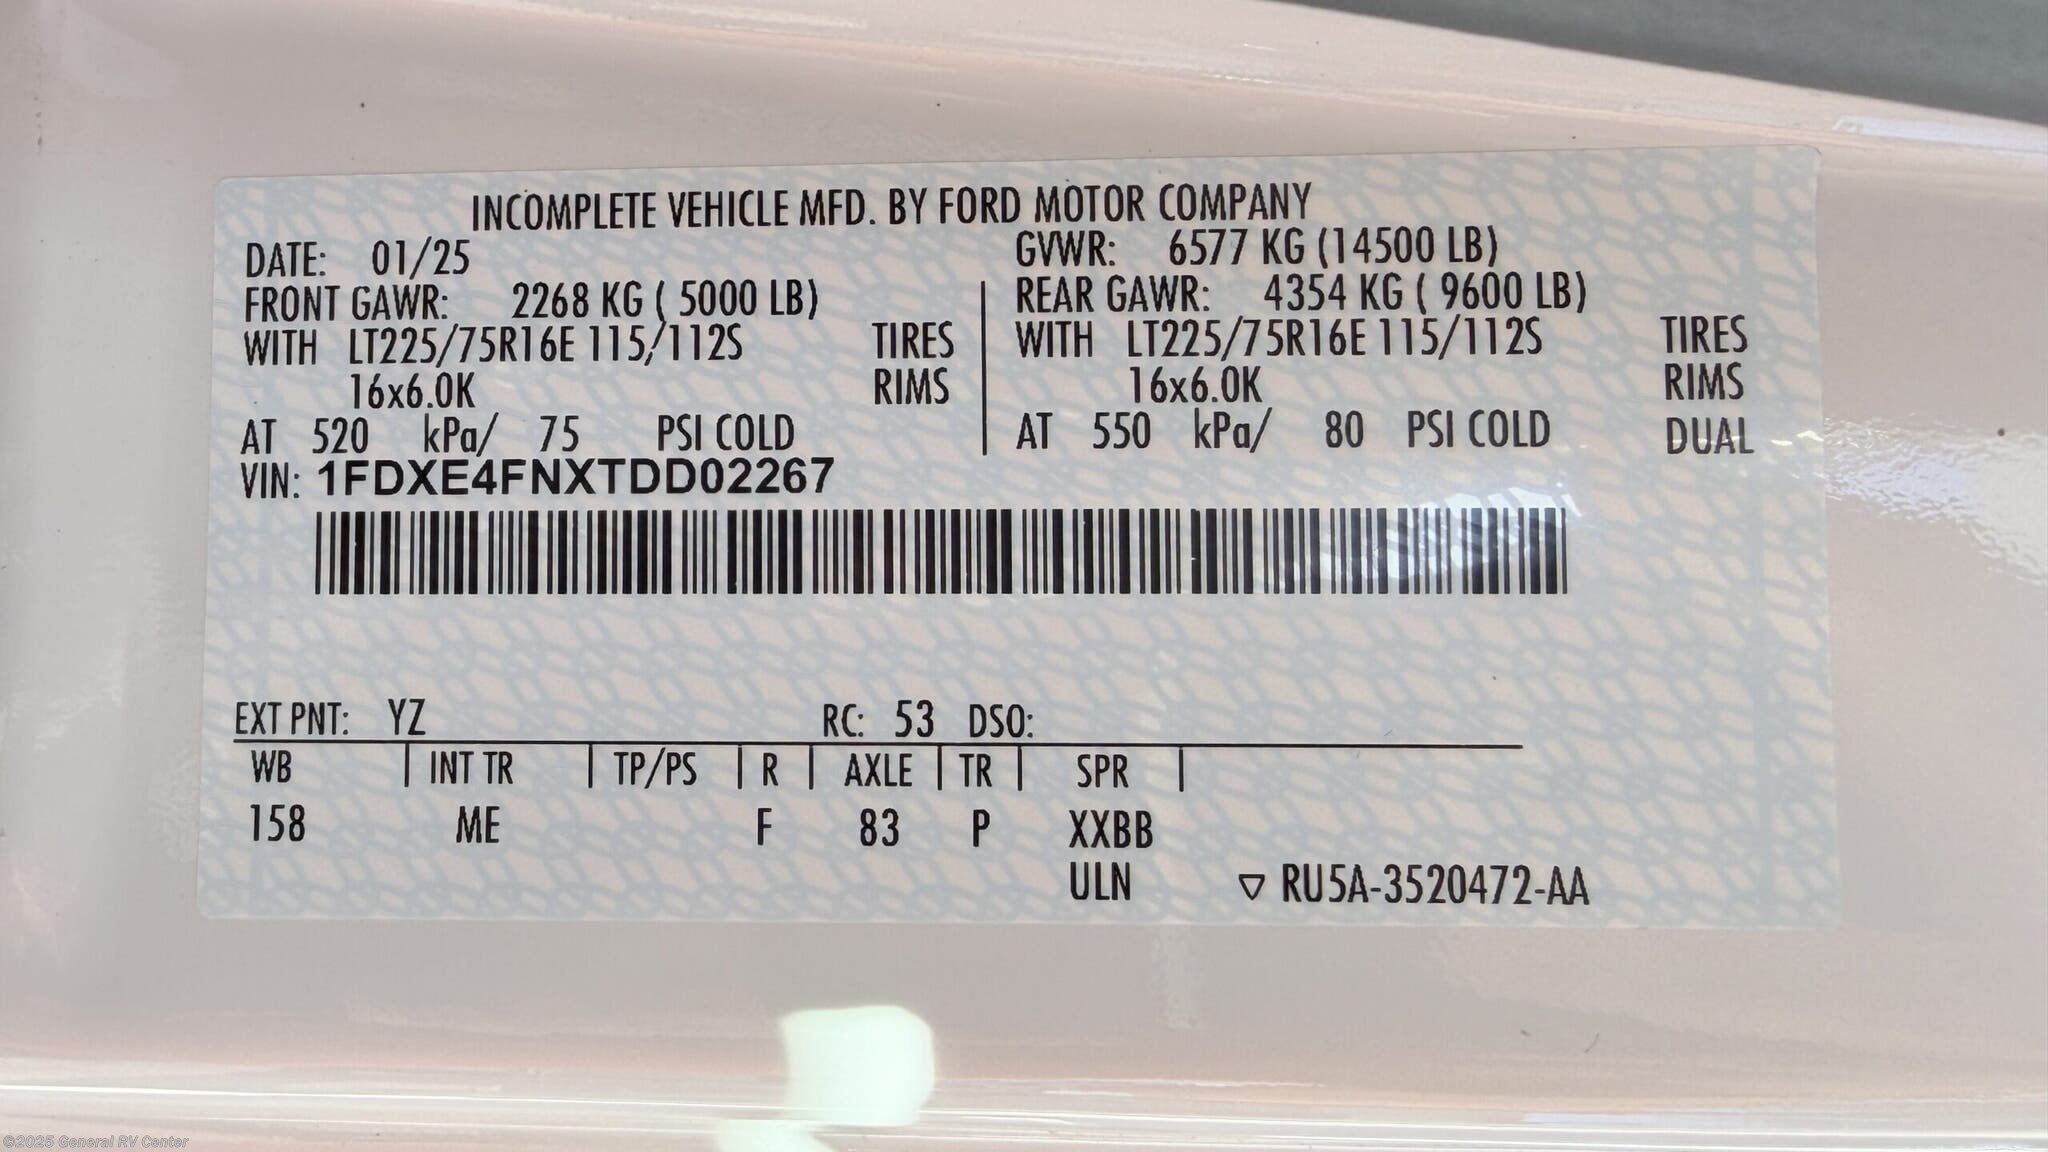 INCOMPLETE VEHICLE MFD. BY FORD MOTOR COMPANY
DATE: 01/25 GVWR: 6577 KG (14500 LB)
FRONT GAWR: 2268 KG ( 5000 LB) REAR GAWR: 4354 KG ( 9600 LB)
WITH LT225/75R16E 115/112S TIRES WITH LT225/75R16E 115/112S TIRES
16x6.0K RIMS 16x6.0K RIMS
AT 520 kPa/ 75 PSI COLD AT 550 kPa/ 80 PSI COLD DUAL
VIN: 1FDXE4FNXTDD02267
EXT PNT: YZ RC: 53 DSO:
WB INT TR TP/PS R AXLE TR SPR
158 ME F 83 P XXBB
ULN ▽ RU5A-3520472-AA
©2025 General RV Center